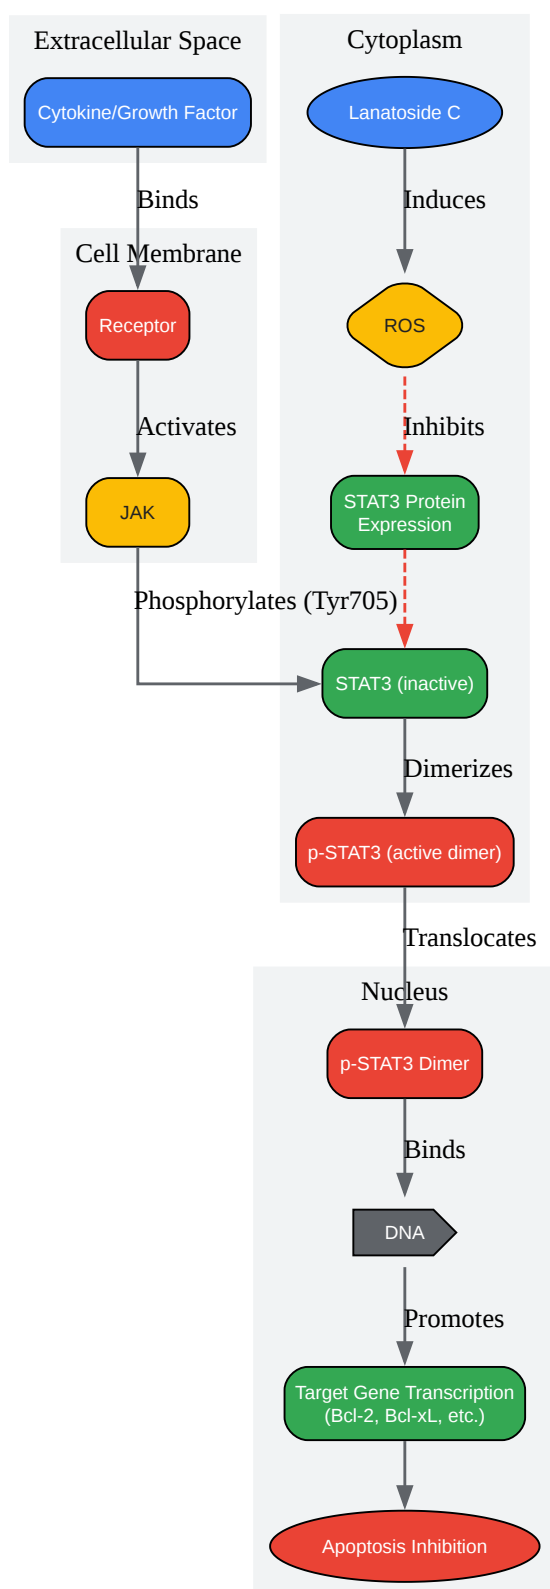 Extracellular Space
Cytoplasm
Cytokine/Growth Factor
Lanatoside C
Binds
Induces
Cell Membrane
Receptor
ROS
Activates
Inhibits
JAK
STAT3 Protein
Expression
Phosphorylates (Tyr705)
STAT3 (inactive)
Dimerizes
p-STAT3 (active dimer)
Translocates
Nucleus
p-STAT3 Dimer
Binds
DNA
Promotes
Target Gene Transcription
(Bcl-2, Bcl-xL, etc.)
Apoptosis Inhibition